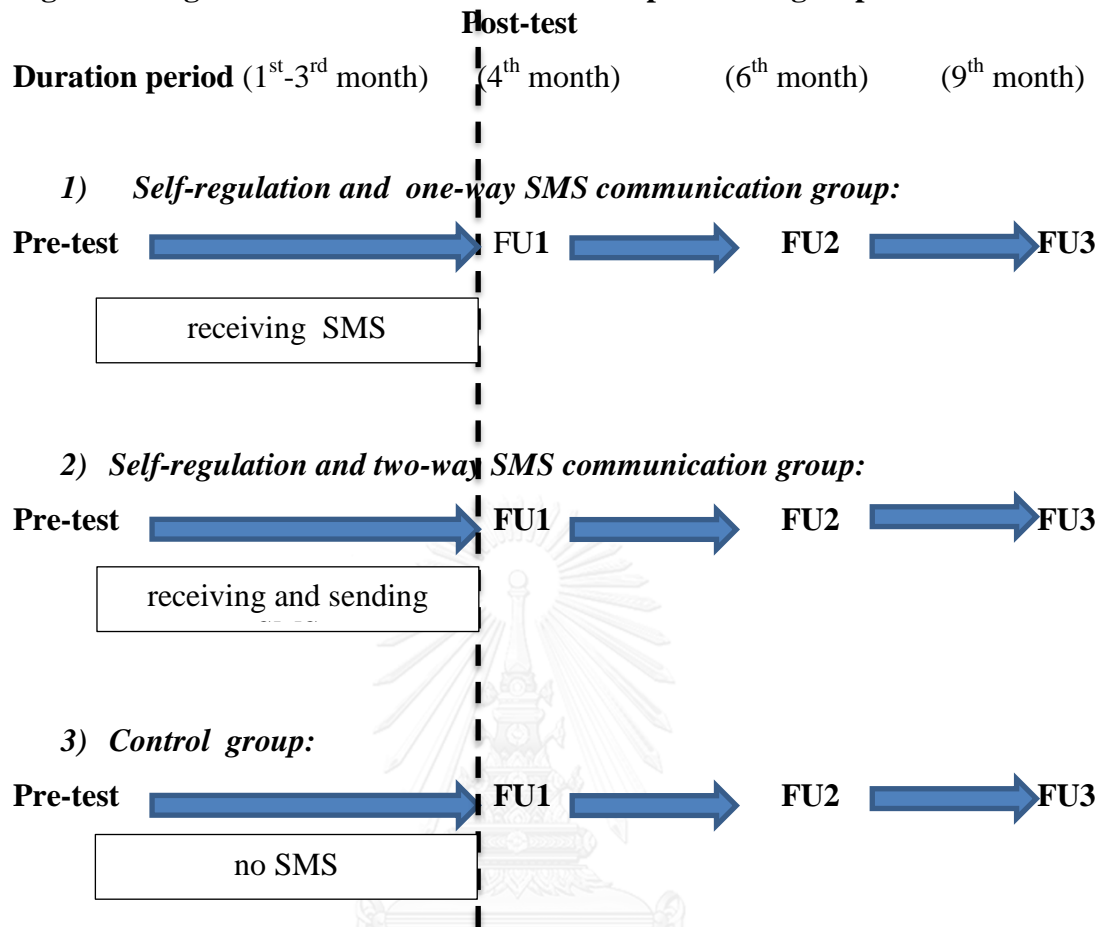 Post-test
Duration period (1st-3rd month) (4th month) (6th month) (9th month)
1) Self-regulation and one-way SMS communication group:
Pre-test FU1 FU2 FU3
receiving SMS
2) Self-regulation and two-way SMS communication group:
Pre-test FU1 FU2 FU3
receiving and sending
3) Control group:
Pre-test FU1 FU2 FU3
no SMS